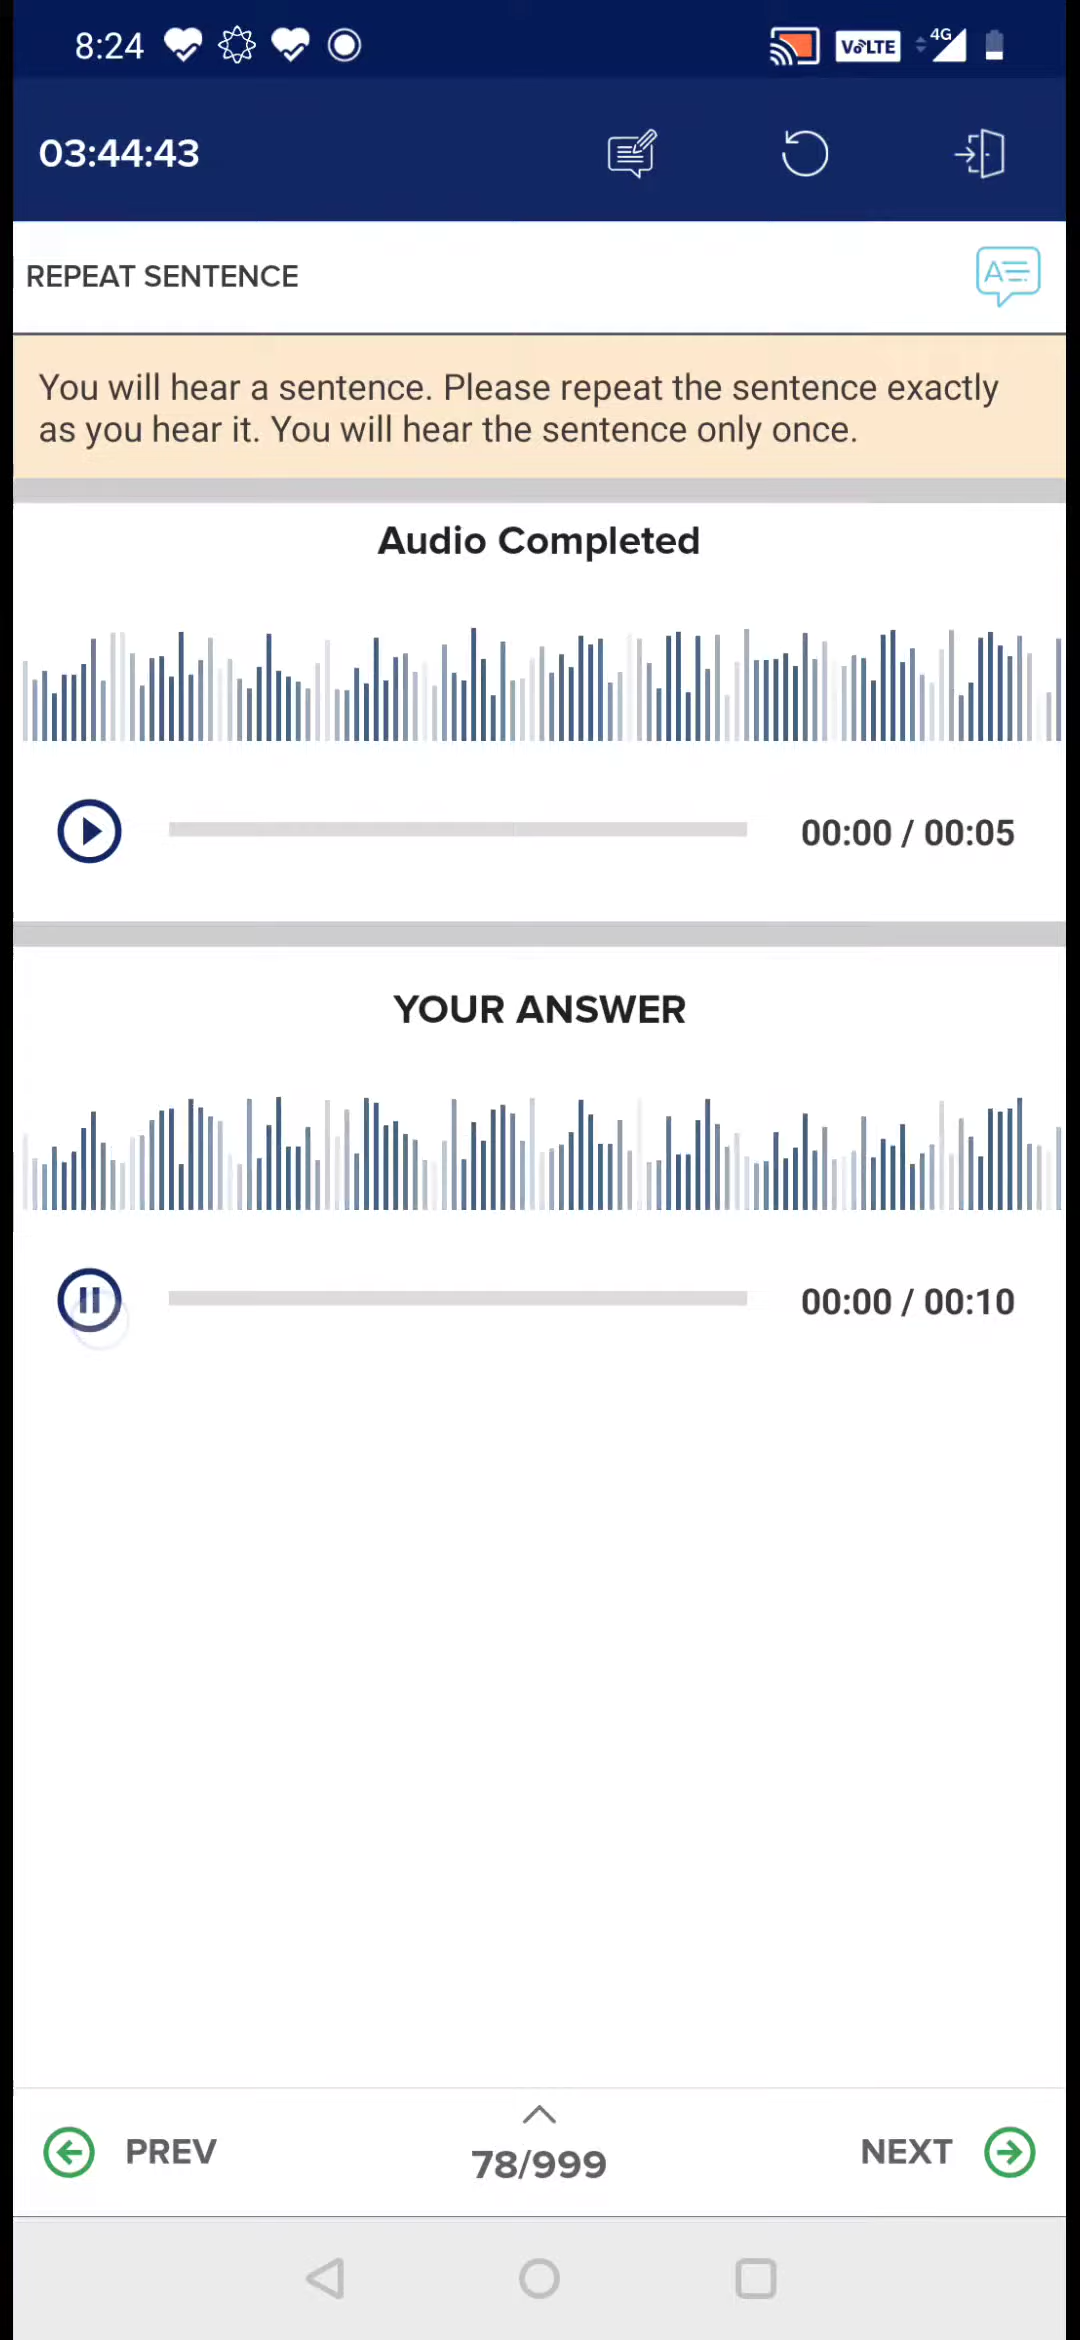 8:24
VoLTE
4G
03:44:43
REPEAT SENTENCE
A
You will hear a sentence. Please repeat the sentence exactly
as you hear it. You will hear the sentence only once.
Audio Completed
00:00 / 00:05
YOUR ANSWER
00:00 / 00:10
PREV
78/999
NEXT